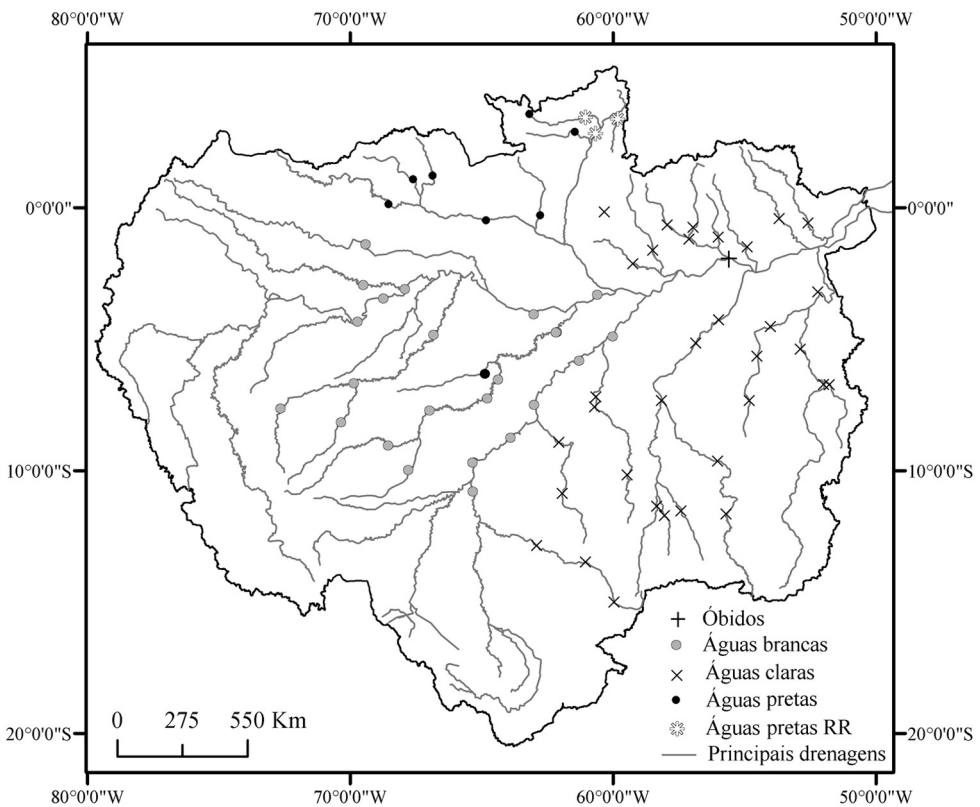 80°0'0"W 70°0'0"W 60°0'0"W 50°0'0"W
0°0'0" 0°0'0"
10°0'0"S 10°0'0"S
Óbidos
Águas brancas
Águas claras
Águas pretas
Águas pretas RR
Principais drenagens
0 275 550 Km
20°0'0"S 20°0'0"S
80°0'0"W 70°0'0"W 60°0'0"W 50°0'0"W